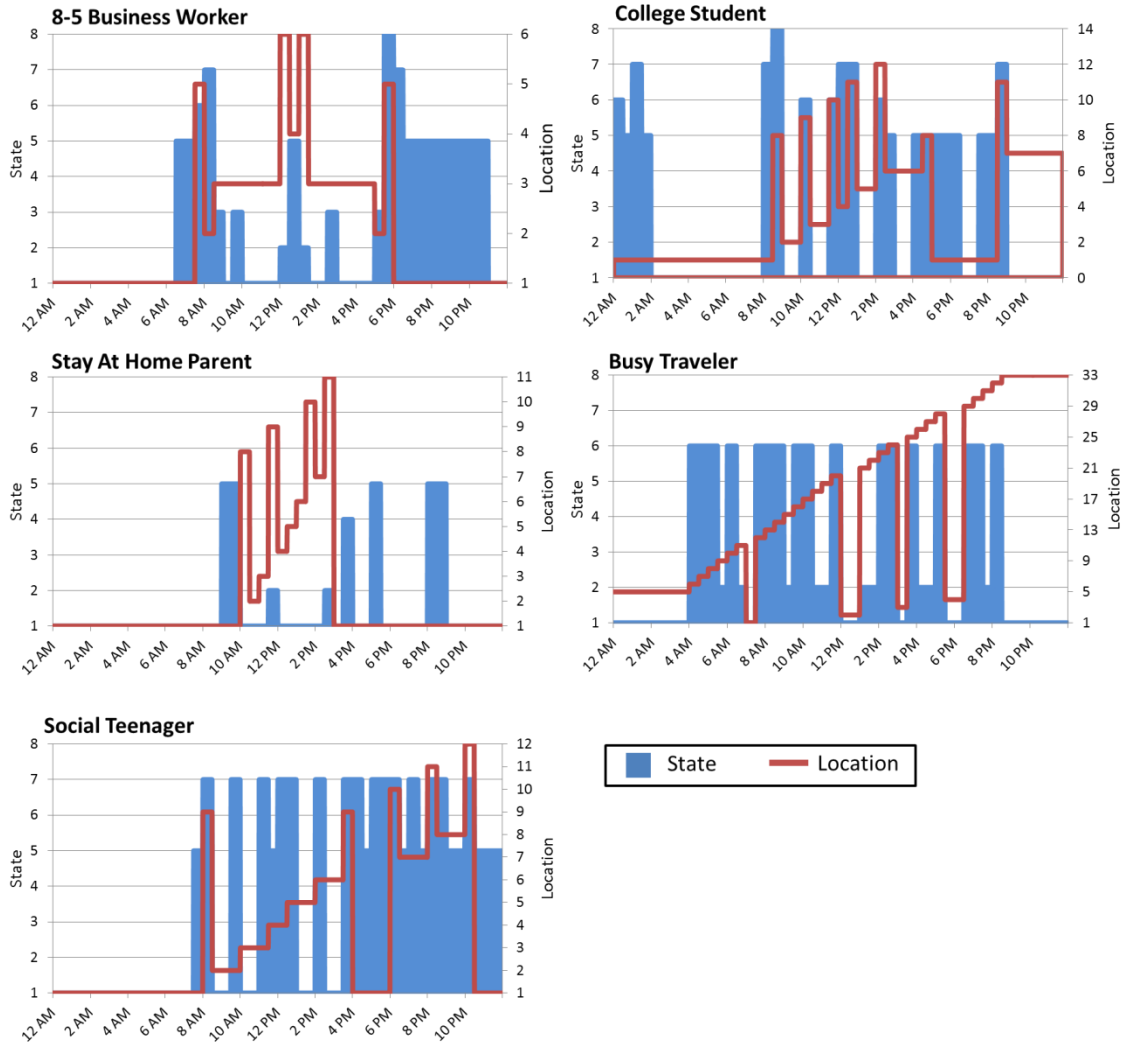 8-5 Business Worker
8
7
6
5
4
3
2
1
State
6
5
4
3
2
1
Location
12 AM
2 AM
4 AM
6 AM
8 AM
10 AM
12 PM
2 PM
4 PM
6 PM
8 PM
10 PM
College Student
8
7
6
5
4
3
2
1
State
14
12
10
8
6
4
2
0
Location
12 AM
2 AM
4 AM
6 AM
8 AM
10 AM
12 PM
2 PM
4 PM
6 PM
8 PM
10 PM
Stay At Home Parent
8
7
6
5
4
3
2
1
State
11
10
9
8
7
6
5
4
3
2
1
Location
12 AM
2 AM
4 AM
6 AM
8 AM
10 AM
12 PM
2 PM
4 PM
6 PM
8 PM
10 PM
Busy Traveler
8
7
6
5
4
3
2
1
State
33
29
25
21
17
13
9
5
1
Location
12 AM
2 AM
4 AM
6 AM
8 AM
10 AM
12 PM
2 PM
4 PM
6 PM
8 PM
10 PM
Social Teenager
8
7
6
5
4
3
2
1
State
12
11
10
9
8
7
6
5
4
3
2
1
Location
12 AM
2 AM
4 AM
6 AM
8 AM
10 AM
12 PM
2 PM
4 PM
6 PM
8 PM
10 PM
State
Location